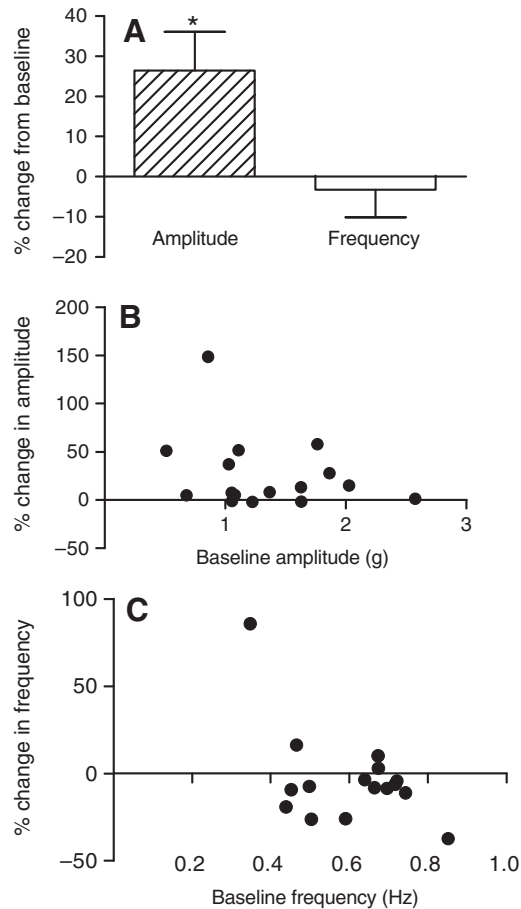 A
*
% change from baseline
40
30
20
10
0
–10
–20
Amplitude
Frequency
B
% change in amplitude
200
150
100
50
0
–50
1
2
3
Baseline amplitude (g)
C
% change in frequency
100
50
0
–50
0.2
0.4
0.6
0.8
1.0
Baseline frequency (Hz)